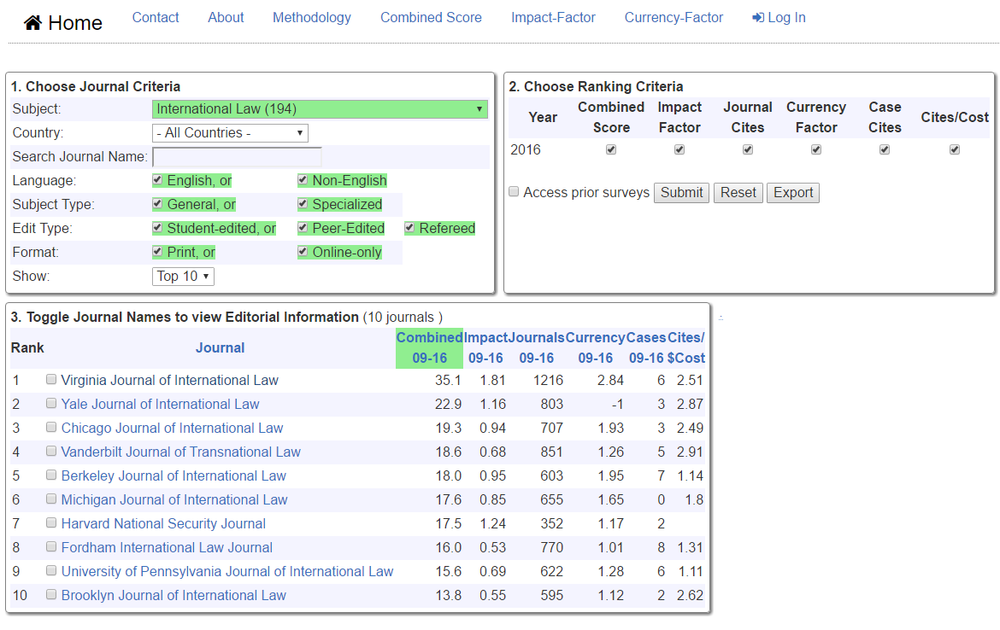 Home Contact About Methodology Combined Score Impact-Factor Currency-Factor Log In
1. Choose Journal Criteria
Subject: International Law (194)
Country: - All Countries -
Search Journal Name:
Language: English, or Non-English
Subject Type: General, or Specialized
Edit Type: Student-edited, or Peer-Edited Refereed
Format: Print, or Online-only
Show: Top 10
2. Choose Ranking Criteria
Year Combined Score Impact Factor Journal Cites Currency Factor Case Cites Cites/Cost
2016
Access prior surveys Submit Reset Export
3. Toggle Journal Names to view Editorial Information (10 journals )
Rank Journal Combined 09-16 Impact 09-16 Journals 09-16 Currency 09-16 Cases 09-16 Cites/ $Cost
1 Virginia Journal of International Law 35.1 1.81 1216 2.84 6 2.51
2 Yale Journal of International Law 22.9 1.16 803 -1 3 2.87
3 Chicago Journal of International Law 19.3 0.94 707 1.93 3 2.49
4 Vanderbilt Journal of Transnational Law 18.6 0.68 851 1.26 5 2.91
5 Berkeley Journal of International Law 18.0 0.95 603 1.95 7 1.14
6 Michigan Journal of International Law 17.6 0.85 655 1.65 0 1.8
7 Harvard National Security Journal 17.5 1.24 352 1.17 2
8 Fordham International Law Journal 16.0 0.53 770 1.01 8 1.31
9 University of Pennsylvania Journal of International Law 15.6 0.69 622 1.28 6 1.11
10 Brooklyn Journal of International Law 13.8 0.55 595 1.12 2 2.62